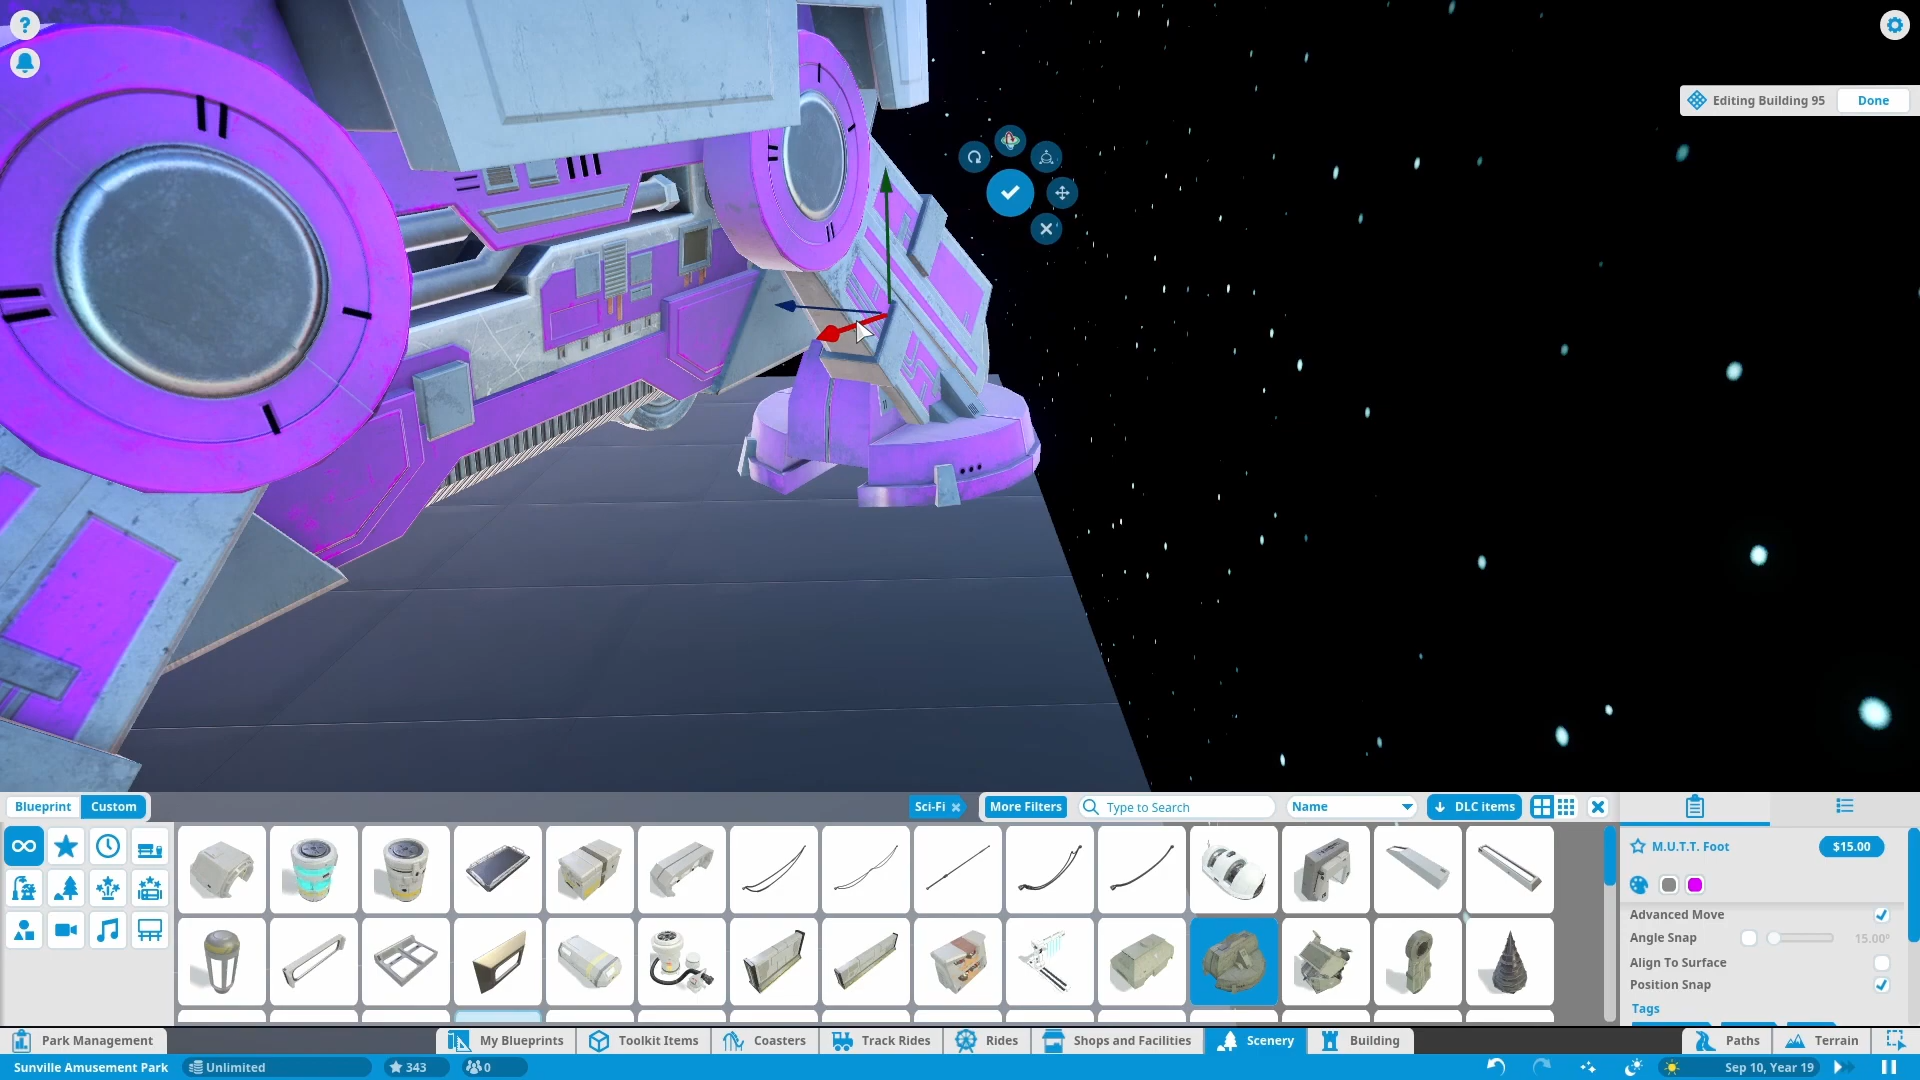 ?
Editing Building 95
Done
Blueprint
Custom
Sci-Fi
More Filters
Type to Search
Name
DLC items
M.U.T.T. Foot
$15.00
Advanced Move
Angle Snap
15.00°
Align To Surface
Position Snap
Tags
Park Management
My Blueprints
Toolkit Items
Coasters
Track Rides
Rides
Shops and Facilities
Scenery
Building
Paths
Terrain
Sunville Amusement Park
Unlimited
343
0
Sep 10, Year 19